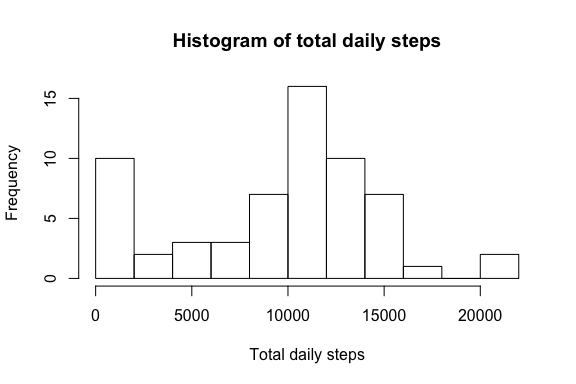 Histogram of total daily steps
Frequency
15
10
5
0
0 5000 10000 15000 20000
Total daily steps